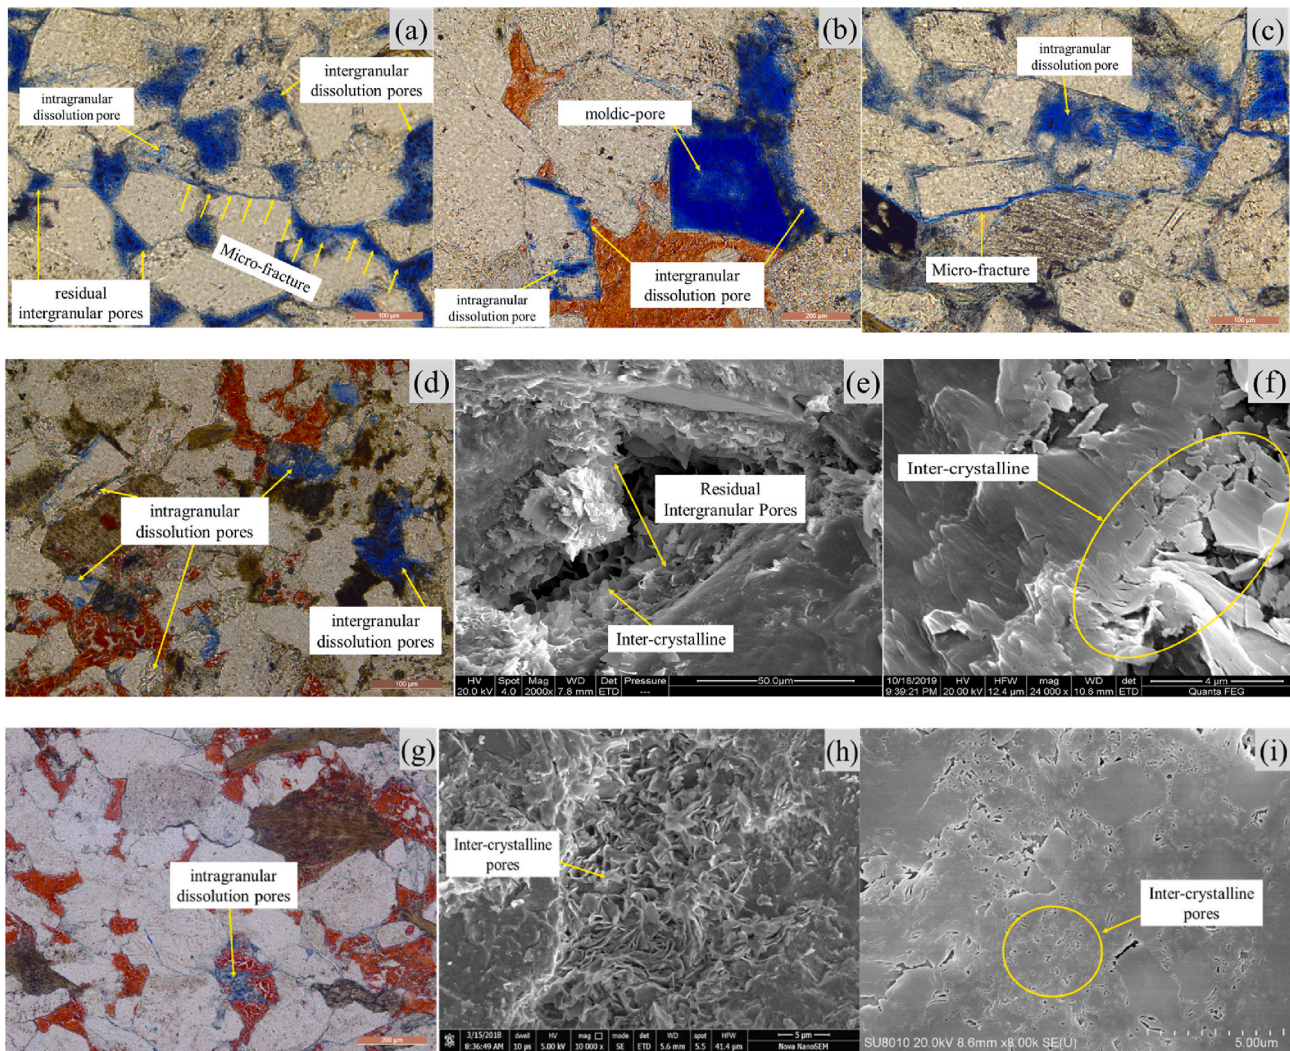 (a)
intergranular
dissolution pores
intragranular
dissolution pore
Micro-fracture
residual
intergranular pores
100 μm
(b)
moldic-pore
intergranular
dissolution pore
intragranular
dissolution pore
200 μm
(c)
intragranular
dissolution pore
Micro-fracture
100 μm
(d)
intragranular
dissolution pores
intergranular
dissolution pores
100 μm
(e)
Residual
Intergranular Pores
Inter-crystalline
HV Spot Mag WD Det Pressure
20.0 kV 4.0 2000x 7.8 mm ETD ---
50.0μm
(f)
Inter-crystalline
10/18/2019 HV HFW mag WD det
9:39:21 PM 20.00 kV 12.4 μm 24 000 x 10.6 mm ETD
4 μm
Quanta FEG
(g)
intragranular
dissolution pores
200 μm
(h)
Inter-crystalline
pores
3/15/2018 dwell HV mag mode det WD spot HFW
8:36:49 AM 10 μs 5.00 kV 10 000 x SE ETD 5.6 mm 5.5 41.4 μm
5 μm
Nova NanoSEM
(i)
Inter-crystalline
pores
SU8010 20.0kV 8.6mm x8.00k SE(U)
5.00um